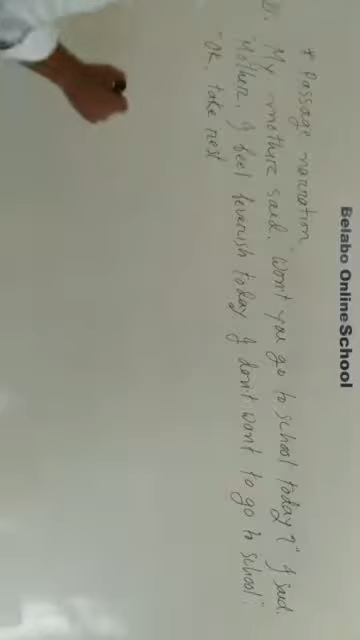 Belabo Online School
* Passage narration
My mother said, "Won't you go to school today?" I said,
"Mother, I feel feverish today I don't want to go to school".
"OK, take rest